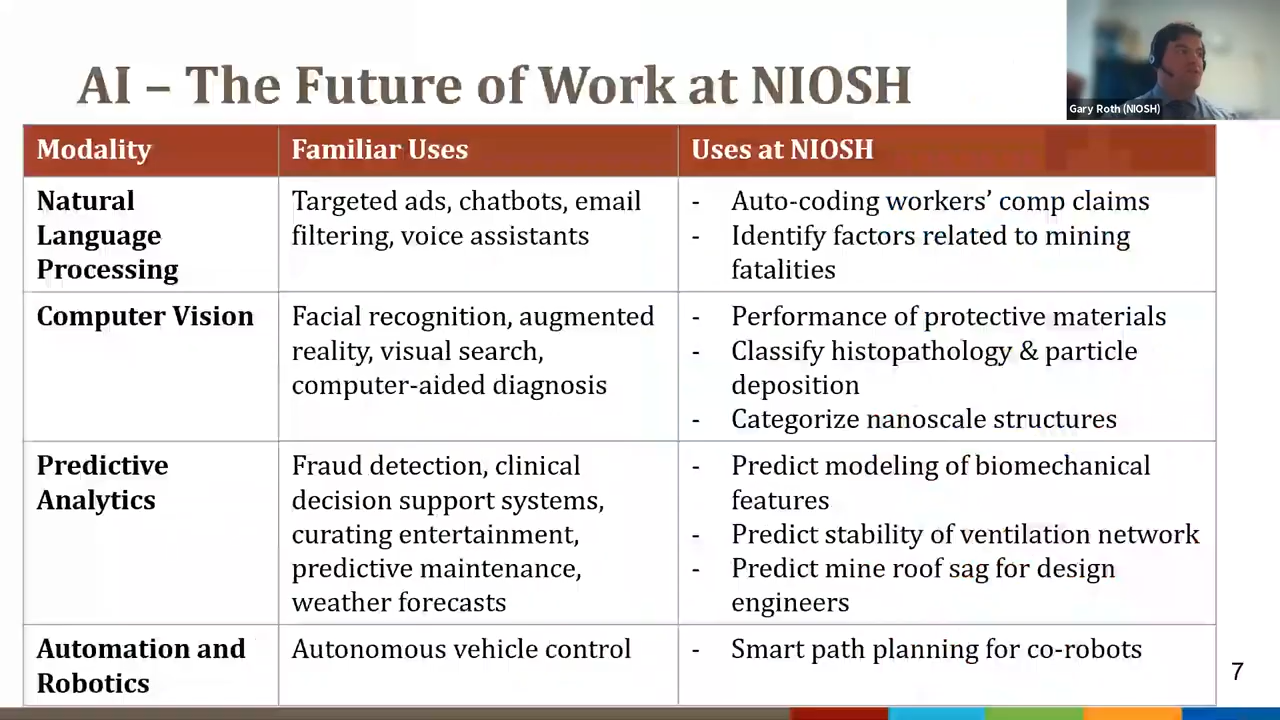 AI – The Future of Work at NIOSH
Gary Roth (NIOSH)
Modality
Familiar Uses
Uses at NIOSH
Natural
Language
Processing
Targeted ads, chatbots, email
filtering, voice assistants
- Auto-coding workers’ comp claims
- Identify factors related to mining
fatalities
Computer Vision
Facial recognition, augmented
reality, visual search,
computer-aided diagnosis
- Performance of protective materials
- Classify histopathology & particle
deposition
- Categorize nanoscale structures
Predictive
Analytics
Fraud detection, clinical
decision support systems,
curating entertainment,
predictive maintenance,
weather forecasts
- Predict modeling of biomechanical
features
- Predict stability of ventilation network
- Predict mine roof sag for design
engineers
Automation and
Robotics
Autonomous vehicle control
- Smart path planning for co-robots
7